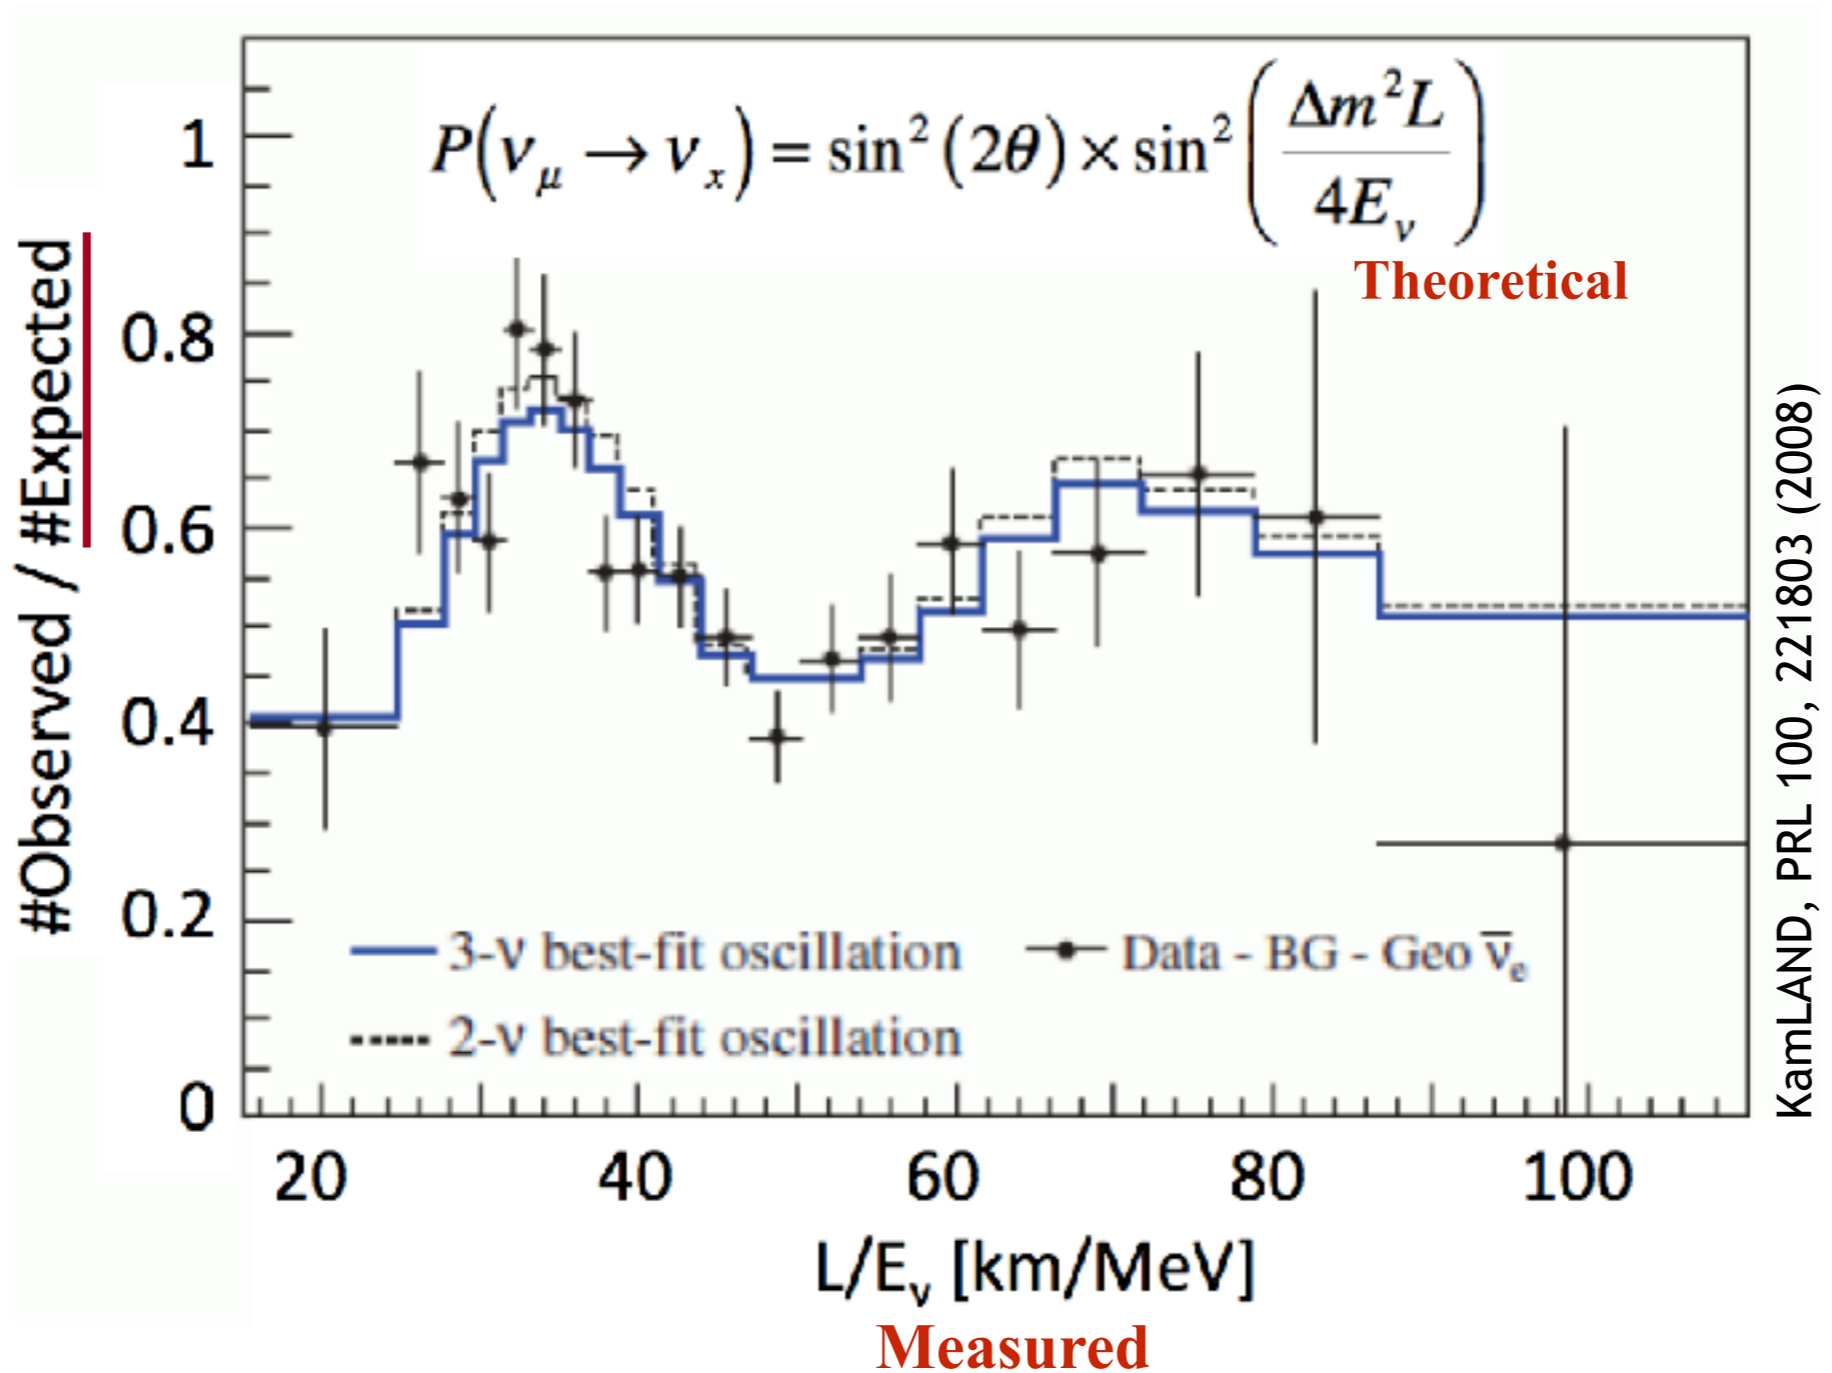 P(ν_μ → ν_x) = sin²(2θ) × sin²(Δm²L / 4E_ν)
Theoretical
#Observed / #Expected
1
0.8
0.6
0.4
0.2
0
3-ν best-fit oscillation
Data - BG - Geo ν̅_e
2-ν best-fit oscillation
20 40 60 80 100
L/E_ν [km/MeV]
Measured
KamLAND, PRL 100, 221803 (2008)